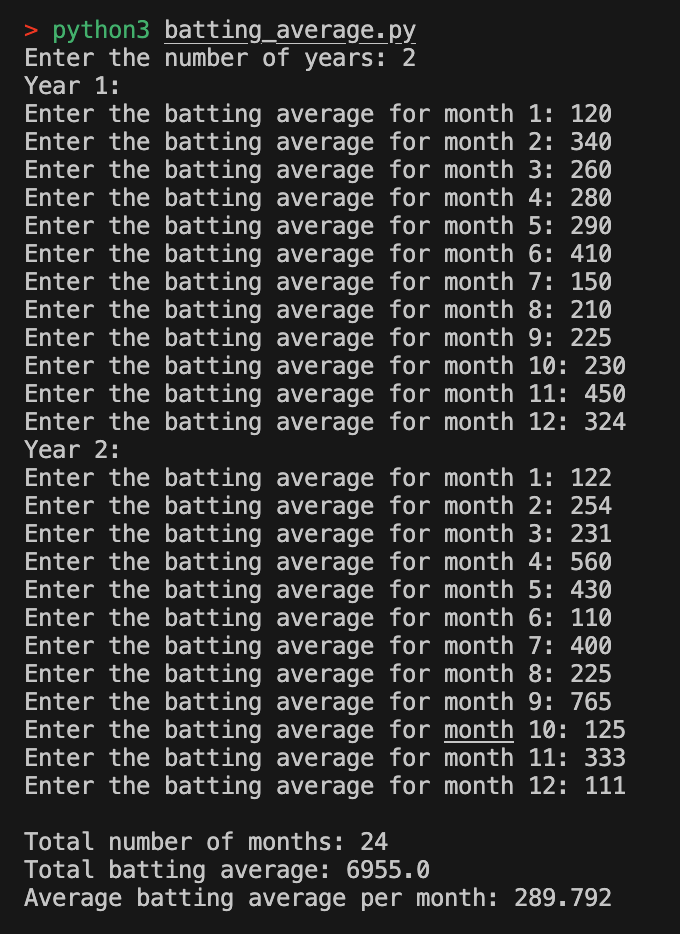 > python3 batting_average.py
Enter the number of years: 2
Year 1:
Enter the batting average for month 1: 120
Enter the batting average for month 2: 340
Enter the batting average for month 3: 260
Enter the batting average for month 4: 280
Enter the batting average for month 5: 290
Enter the batting average for month 6: 410
Enter the batting average for month 7: 150
Enter the batting average for month 8: 210
Enter the batting average for month 9: 225
Enter the batting average for month 10: 230
Enter the batting average for month 11: 450
Enter the batting average for month 12: 324
Year 2:
Enter the batting average for month 1: 122
Enter the batting average for month 2: 254
Enter the batting average for month 3: 231
Enter the batting average for month 4: 560
Enter the batting average for month 5: 430
Enter the batting average for month 6: 110
Enter the batting average for month 7: 400
Enter the batting average for month 8: 225
Enter the batting average for month 9: 765
Enter the batting average for month 10: 125
Enter the batting average for month 11: 333
Enter the batting average for month 12: 111
Total number of months: 24
Total batting average: 6955.0
Average batting average per month: 289.792